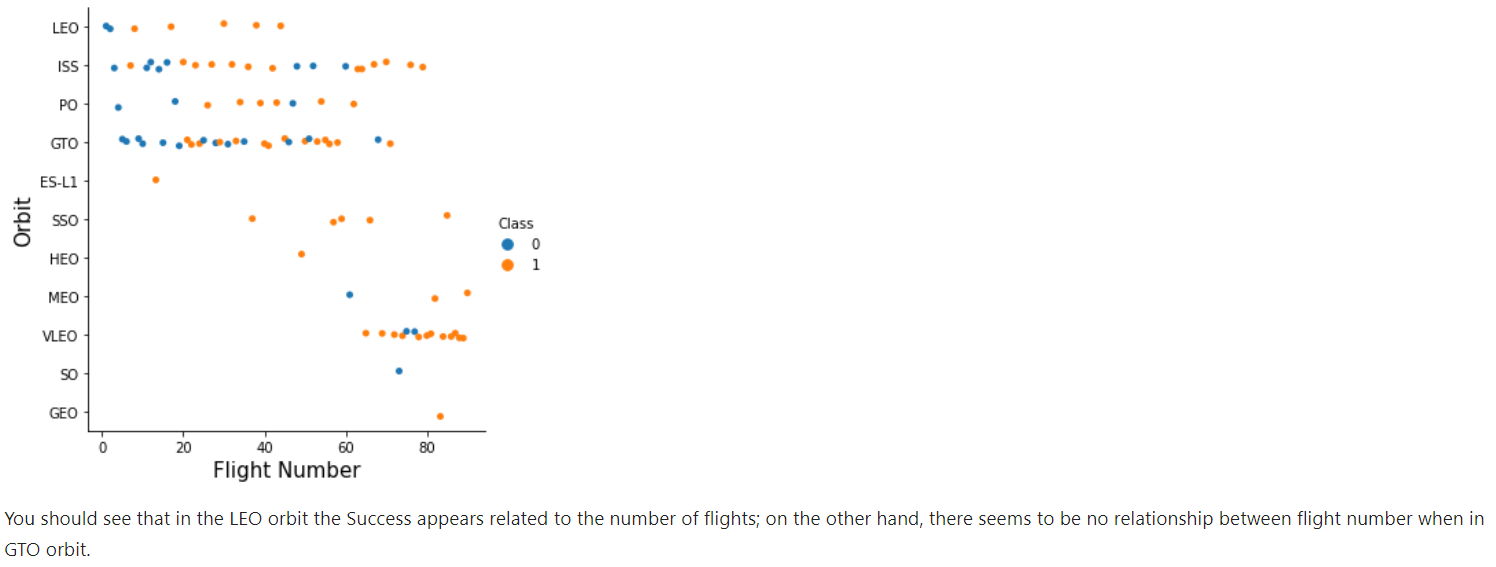 LEO
ISS
PO
GTO
ES-L1
SSO
HEO
MEO
VLEO
SO
GEO
Orbit
0 20 40 60 80
Flight Number
Class
0
1
You should see that in the LEO orbit the Success appears related to the number of flights; on the other hand, there seems to be no relationship between flight number when in
GTO orbit.